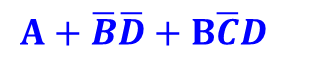 A + B̅D̅ + BC̅D